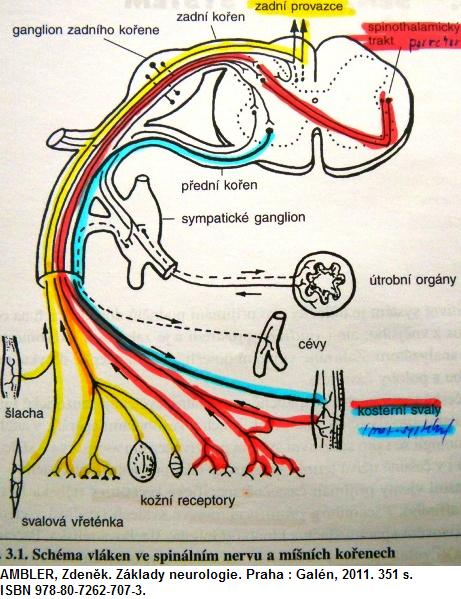 zadní provazce
zadní kořen
ganglion zadního kořene
spinothalamický
trakt
přední kořen
sympatické ganglion
útrobní orgány
cévy
šlacha
kosterní svaly
kožní receptory
svalová vřeténka
. 3.1. Schéma vláken ve spinálním nervu a míšních kořenech
AMBLER, Zdeněk. Základy neurologie. Praha : Galén, 2011. 351 s.
ISBN 978-80-7262-707-3.